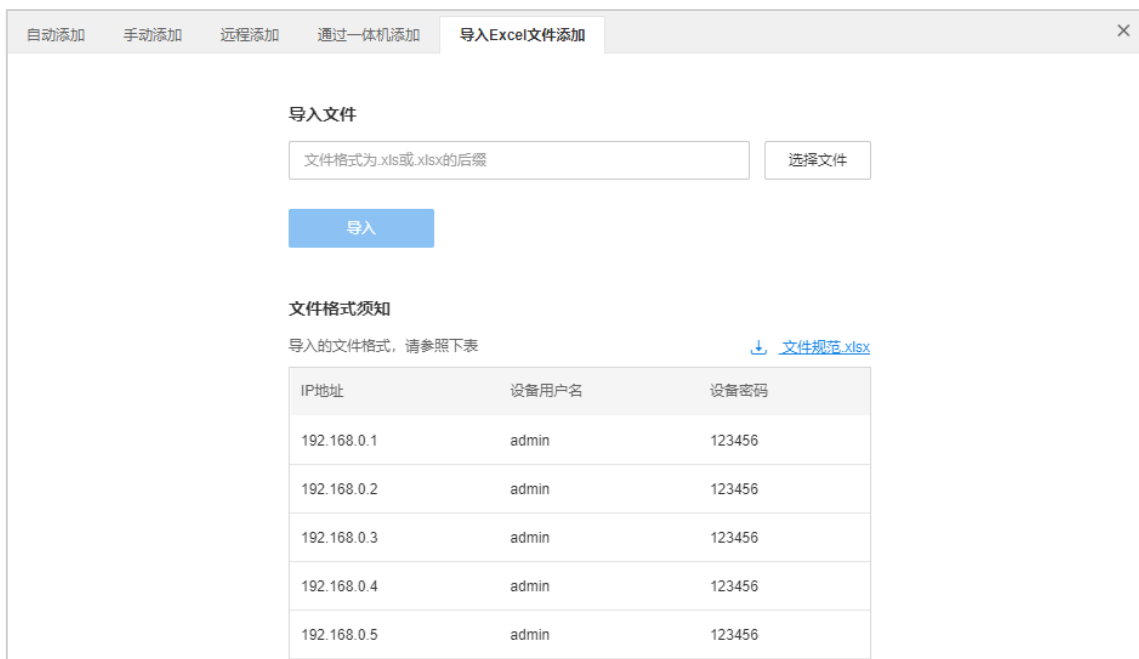 自动添加 手动添加 远程添加 通过一体机添加 导入Excel文件添加
导入文件
文件格式为.xls或.xlsx的后缀 选择文件
导入
文件格式须知
导入的文件格式，请参照下表 文件规范.xlsx
IP地址 设备用户名 设备密码
192.168.0.1 admin 123456
192.168.0.2 admin 123456
192.168.0.3 admin 123456
192.168.0.4 admin 123456
192.168.0.5 admin 123456